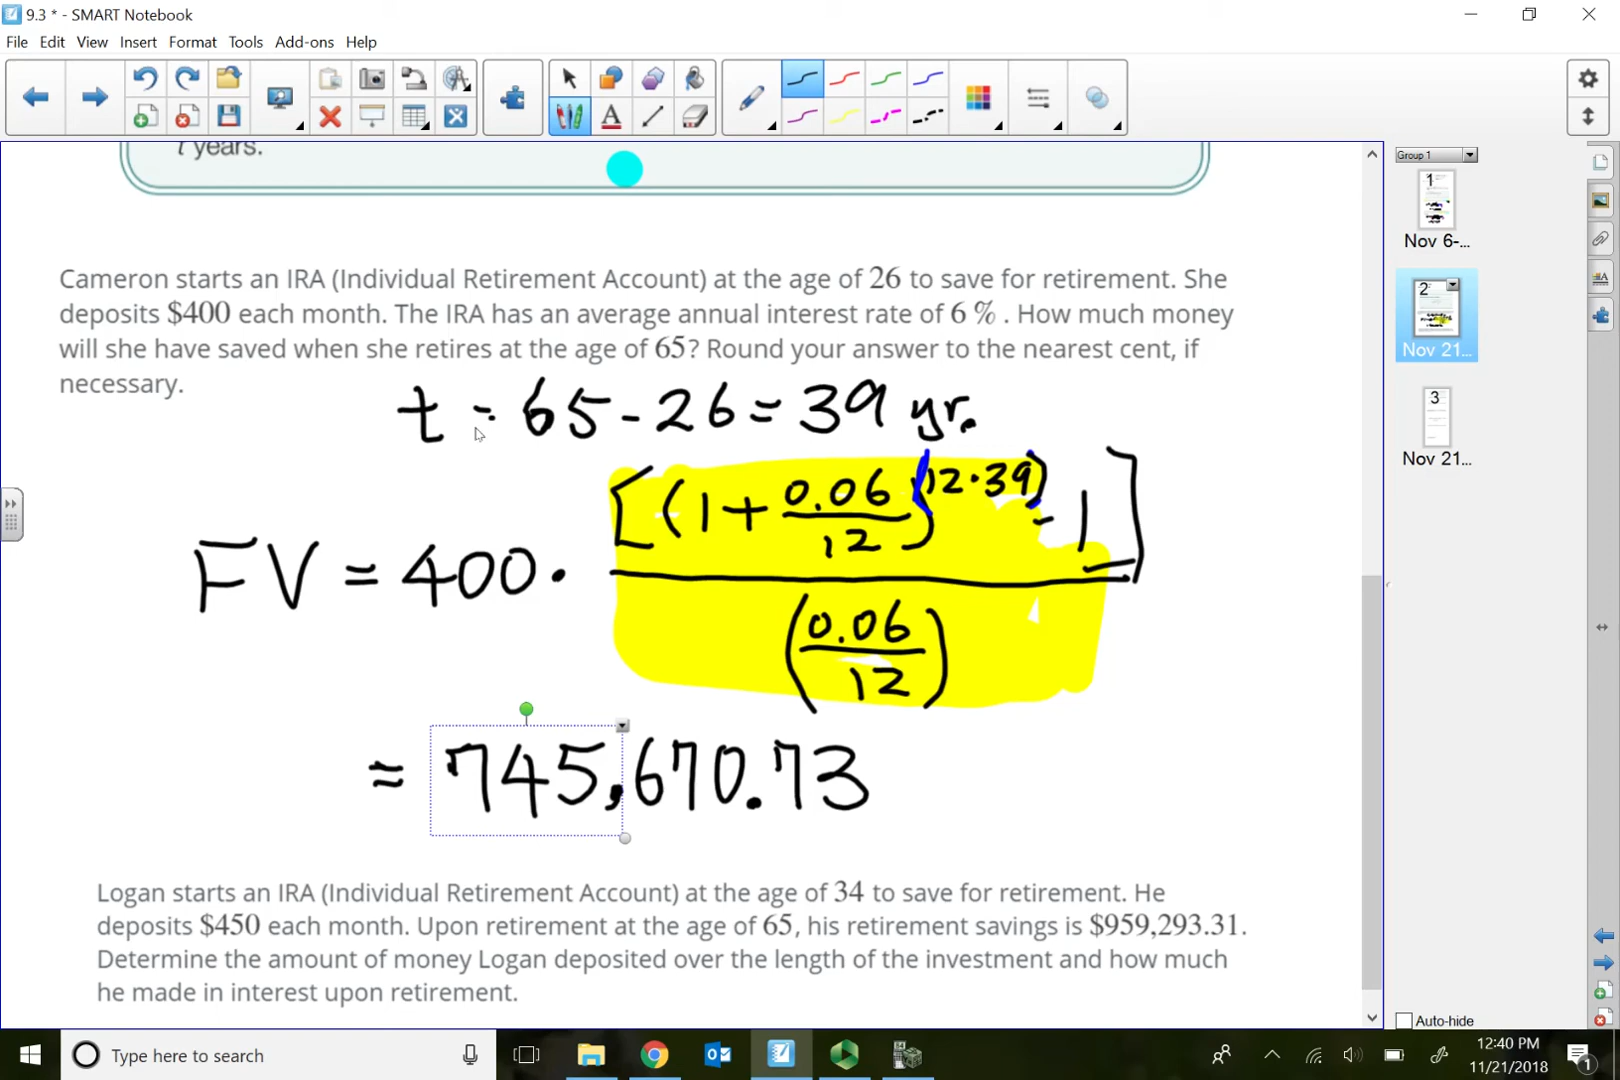 9.3 * - SMART Notebook
File Edit View Insert Format Tools Add-ons Help
t years.
Cameron starts an IRA (Individual Retirement Account) at the age of 26 to save for retirement. She
deposits $400 each month. The IRA has an average annual interest rate of 6 % . How much money
will she have saved when she retires at the age of 65? Round your answer to the nearest cent, if
necessary.
t = 65 - 26 = 39 yr.
FV = 400 · [(1 + 0.06/12)^(12·39) - 1] / (0.06/12)
≈ 745,670.73
Logan starts an IRA (Individual Retirement Account) at the age of 34 to save for retirement. He
deposits $450 each month. Upon retirement at the age of 65, his retirement savings is $959,293.31.
Determine the amount of money Logan deposited over the length of the investment and how much
he made in interest upon retirement.
Group 1
1
Nov 6-...
2
Nov 21...
3
Nov 21...
Auto-hide
Type here to search
12:40 PM
11/21/2018
1